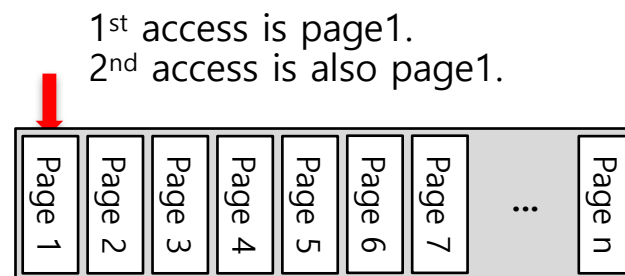 1st access is page1.
2nd access is also page1.
Page 1
Page 2
Page 3
Page 4
Page 5
Page 6
Page 7
...
Page n